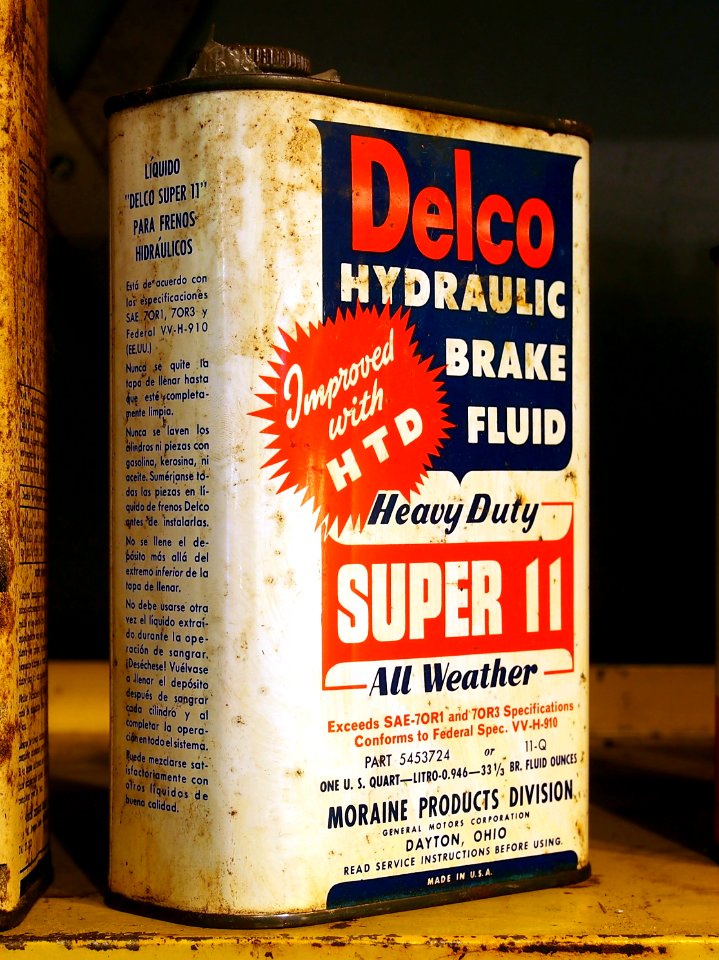 LÍQUIDO
"DELCO SUPER 11"
PARA FRENOS
HIDRÁULICOS
Está de acuerdo con
las especificaciones
SAE 7OR1, 7OR3 y
Federal VV-H-910
(EE.UU.)
Nunca se quite la
tapa de llenar hasta
que esté completa-
mente limpia.
Nunca se laven los
cilindros ni piezas con
gasolina, kerosina, ni
aceite. Sumérjanse to-
das las piezas en lí-
quido de frenos Delco
antes de instalarlas.
No se llene el de-
pósito más allá del
extremo inferior de la
tapa de llenar.
No debe usarse otra
vez el líquido extraí-
do durante la ope-
ración de sangrar.
¡Deséchese! Vuélvase
a llenar el depósito
después de sangrar
cada cilindro y al
completar la opera-
ción en todo el sistema.
Puede mezclarse sat-
isfactoriamente con
otros líquidos de
buena calidad.
Delco
HYDRAULIC
BRAKE
FLUID
Improved
with
HTD
Heavy Duty
SUPER 11
All Weather
Exceeds SAE-7OR1 and 7OR3 Specifications
Conforms to Federal Spec. VV-H-910
PART 5453724 or 11-Q
ONE U. S. QUART—LITRO-0.946—33 1/3 BR. FLUID OUNCES
MORAINE PRODUCTS DIVISION
GENERAL MOTORS CORPORATION
DAYTON, OHIO
READ SERVICE INSTRUCTIONS BEFORE USING.
MADE IN U.S.A.